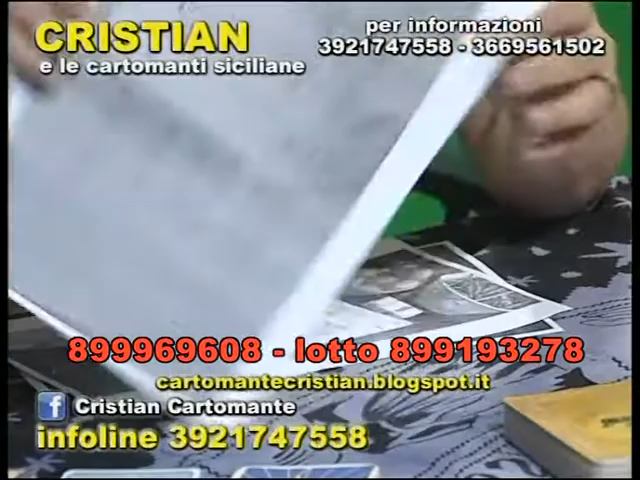 CRISTIAN
e le cartomanti siciliane
per informazioni
3921747558 - 3669561502
899969608 - lotto 899193278
cartomantecristian.blogspot.it
f Cristian Cartomante
infoline 3921747558